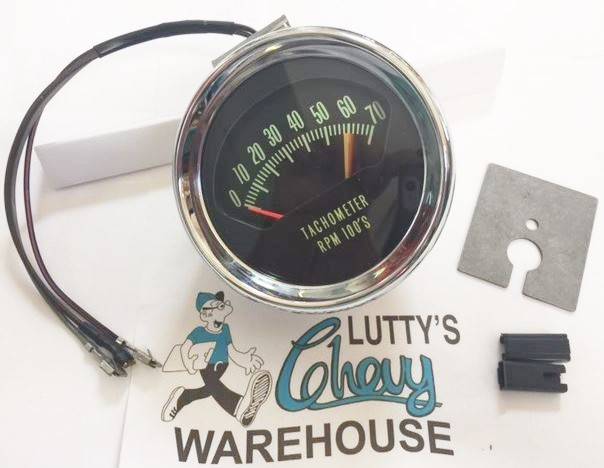 0 10 20 30 40 50 60 70
TACHOMETER
RPM 100'S
LUTTY'S
Chevy
WAREHOUSE